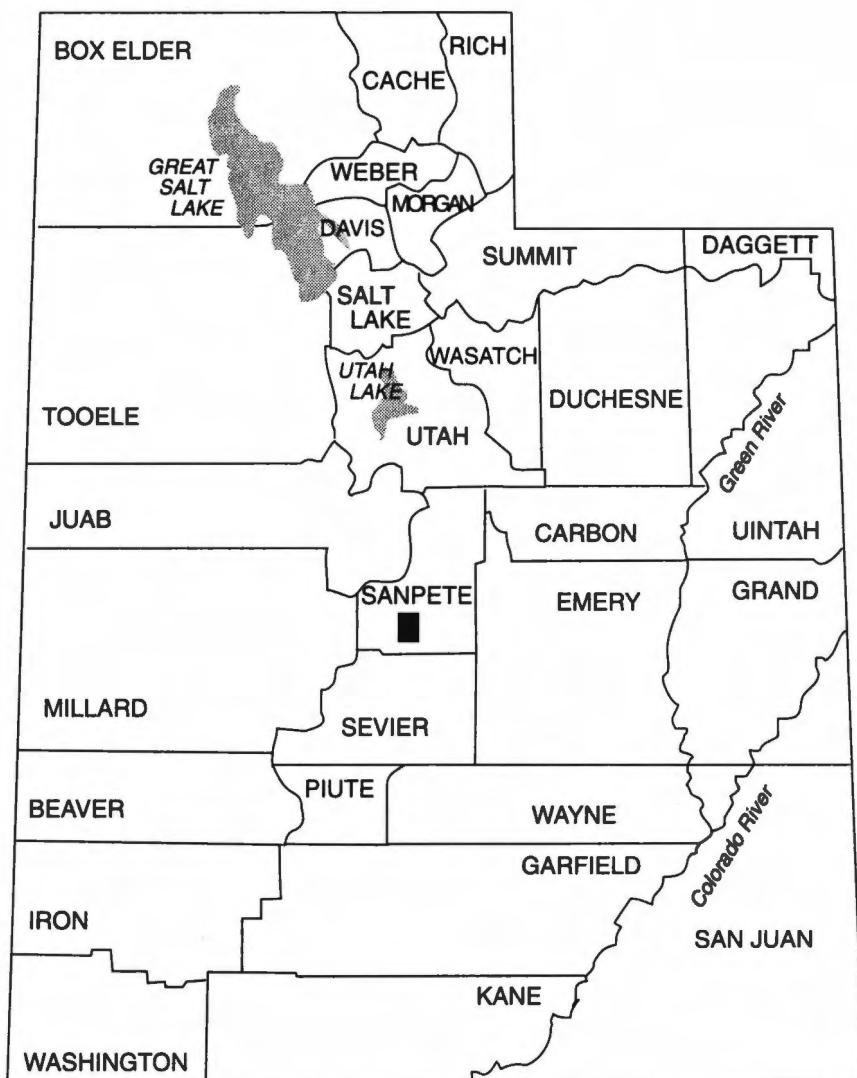 BOX ELDER
CACHE
RICH
GREAT
SALT
LAKE
WEBER
MORGAN
DAVIS
SUMMIT
DAGGETT
SALT
LAKE
WASATCH
UTAH
LAKE
DUCHESNE
TOOELE
UTAH
Green River
JUAB
CARBON
UINTAH
SANPETE
EMERY
GRAND
MILLARD
SEVIER
PIUTE
BEAVER
WAYNE
Colorado River
GARFIELD
IRON
SAN JUAN
KANE
WASHINGTON